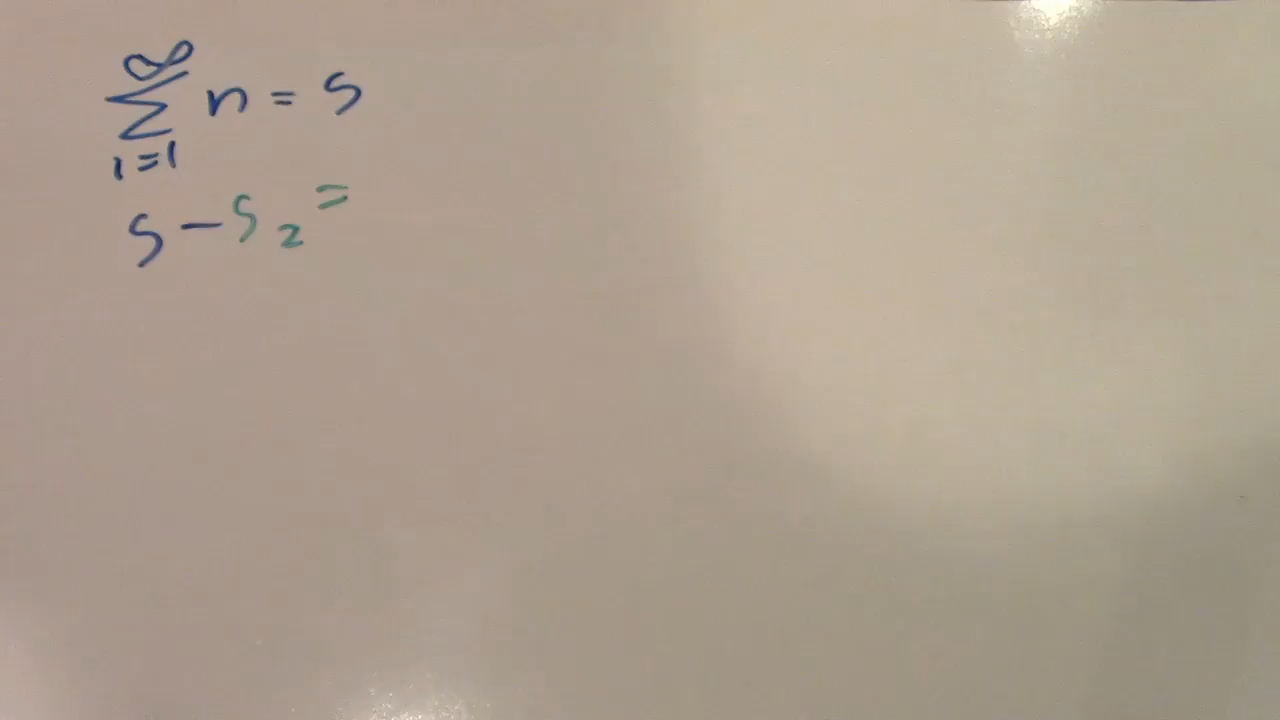 ∞
∑ n = S
i=1
S - S₂ =